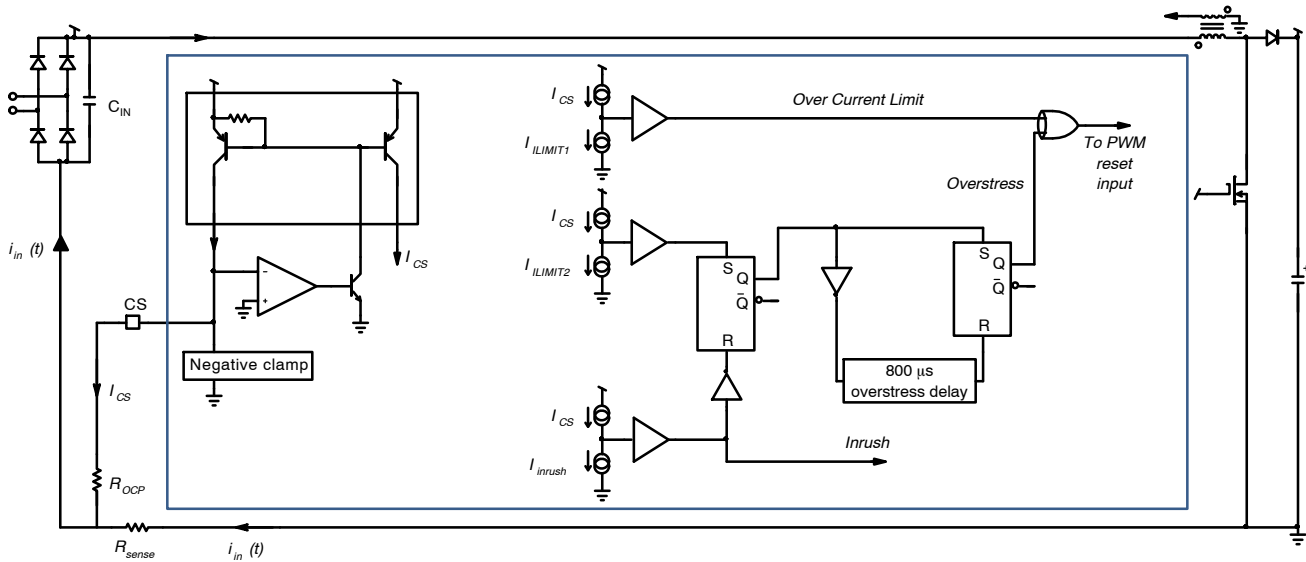 C_IN
i_in (t)
CS
I_CS
R_OCP
R_sense
i_in (t)
I_CS
Negative clamp
I_CS
I_ILIMIT1
Over Current Limit
To PWM
reset
input
Overstress
I_CS
I_ILIMIT2
S
Q
Q̅
R
S
Q
Q̅
R
800 μs
overstress delay
I_CS
I_inrush
Inrush
−
+
+